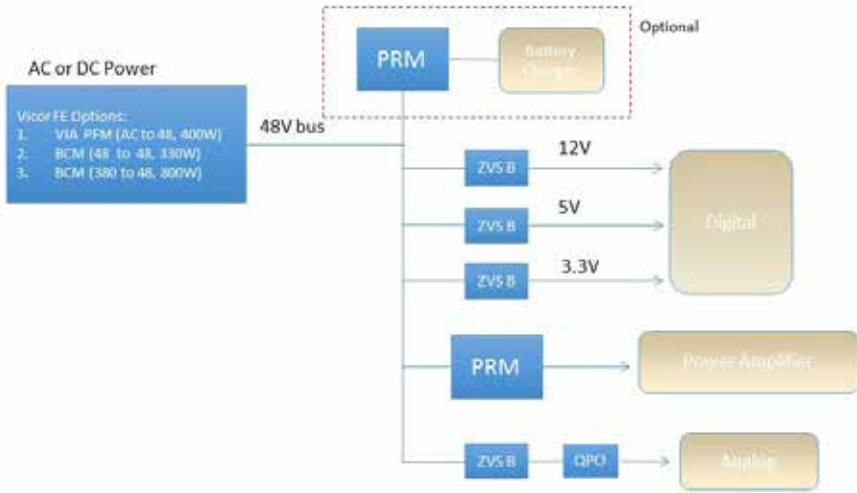 Optional
PRM
Battery
Charger
AC or DC Power
Vicor FE Options:
1. VIA PFM (AC to 48, 400W)
2. BCM (48 to 48, 330W)
3. BCM (380 to 48, 800W)
48V bus
ZVS B
12V
ZVS B
5V
Digital
ZVS B
3.3V
PRM
Power Amplifier
ZVS B
QPO
Analog